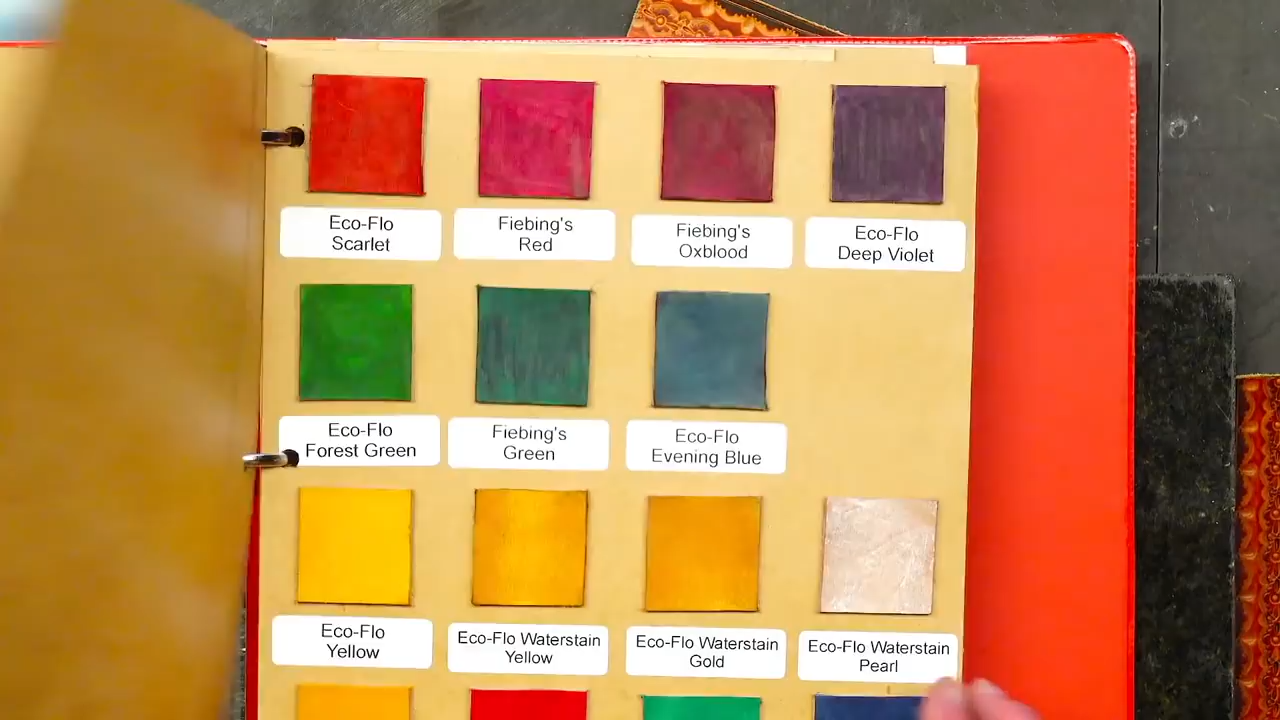 Eco-Flo
Scarlet
Fiebing's
Red
Fiebing's
Oxblood
Eco-Flo
Deep Violet
Eco-Flo
Forest Green
Fiebing's
Green
Eco-Flo
Evening Blue
Eco-Flo
Yellow
Eco-Flo Waterstain
Yellow
Eco-Flo Waterstain
Gold
Eco-Flo Waterstain
Pearl